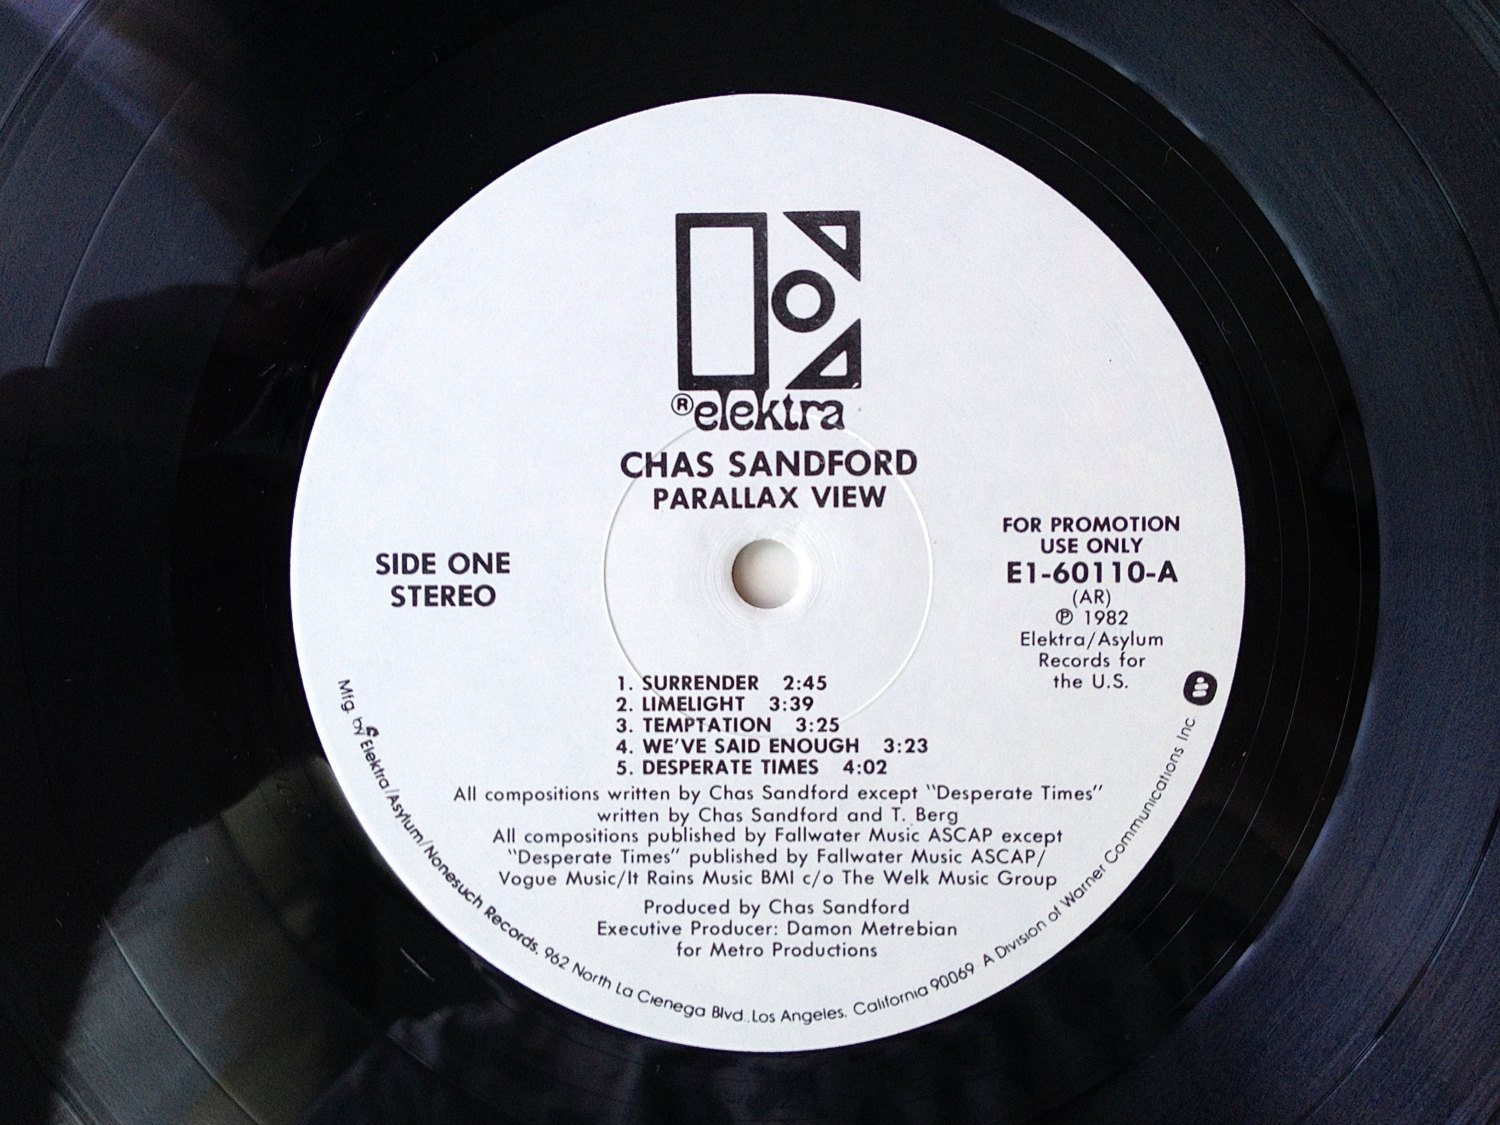 ® elektra
CHAS SANDFORD
PARALLAX VIEW
SIDE ONE
STEREO
FOR PROMOTION
USE ONLY
E1-60110-A
(AR)
℗ 1982
Elektra/Asylum
Records for
the U.S.
1. SURRENDER 2:45
2. LIMELIGHT 3:39
3. TEMPTATION 3:25
4. WE'VE SAID ENOUGH 3:23
5. DESPERATE TIMES 4:02
All compositions written by Chas Sandford except "Desperate Times"
written by Chas Sandford and T. Berg
All compositions published by Fallwater Music ASCAP except
"Desperate Times" published by Fallwater Music ASCAP/
Vogue Music/It Rains Music BMI c/o The Welk Music Group
Produced by Chas Sandford
Executive Producer: Damon Metrebian
for Metro Productions
Mfg. by Elektra/Asylum/Nonesuch Records, 962 North La Cienega Blvd. Los Angeles, California 90069 A Division of Warner Communications Inc